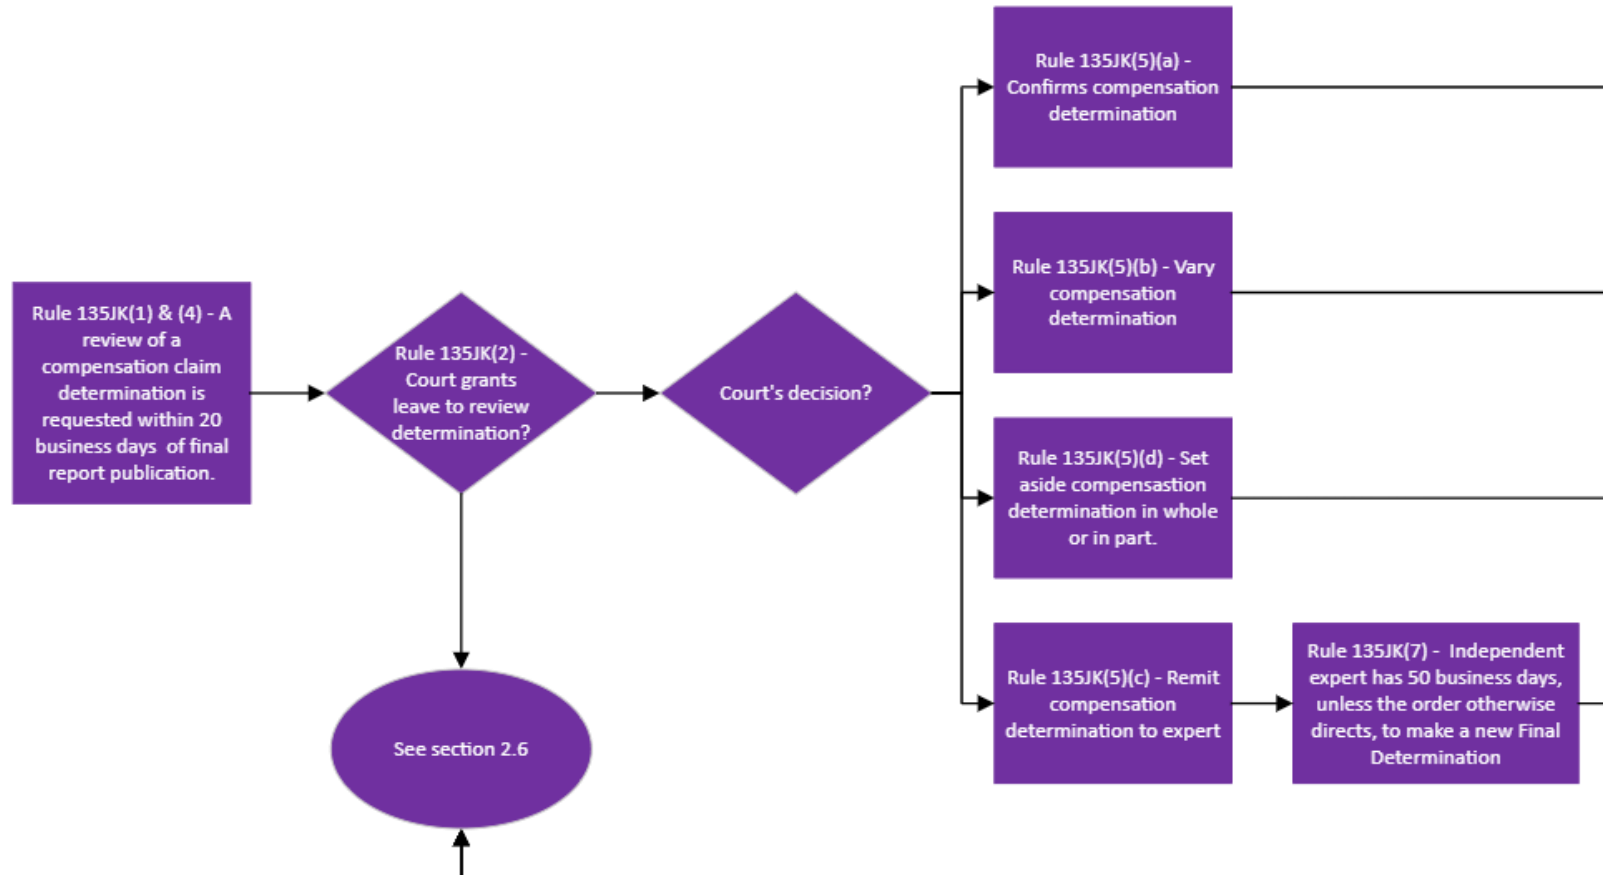 Rule 135JK(1) & (4) - A
review of a
compensation claim
determination is
requested within 20
business days  of final
report publication.
Rule 135JK(2) -
Court grants
leave to review
determination?
See section 2.6
Court's decision?
Rule 135JK(5)(a) -
Confirms compensation
determination
Rule 135JK(5)(b) - Vary
compensation
determination
Rule 135JK(5)(d) - Set
aside compensastion
determination in whole
or in part.
Rule 135JK(5)(c) - Remit
compensation
determination to expert
Rule 135JK(7) -  Independent
expert has 50 business days,
unless the order otherwise
directs, to make a new Final
Determination